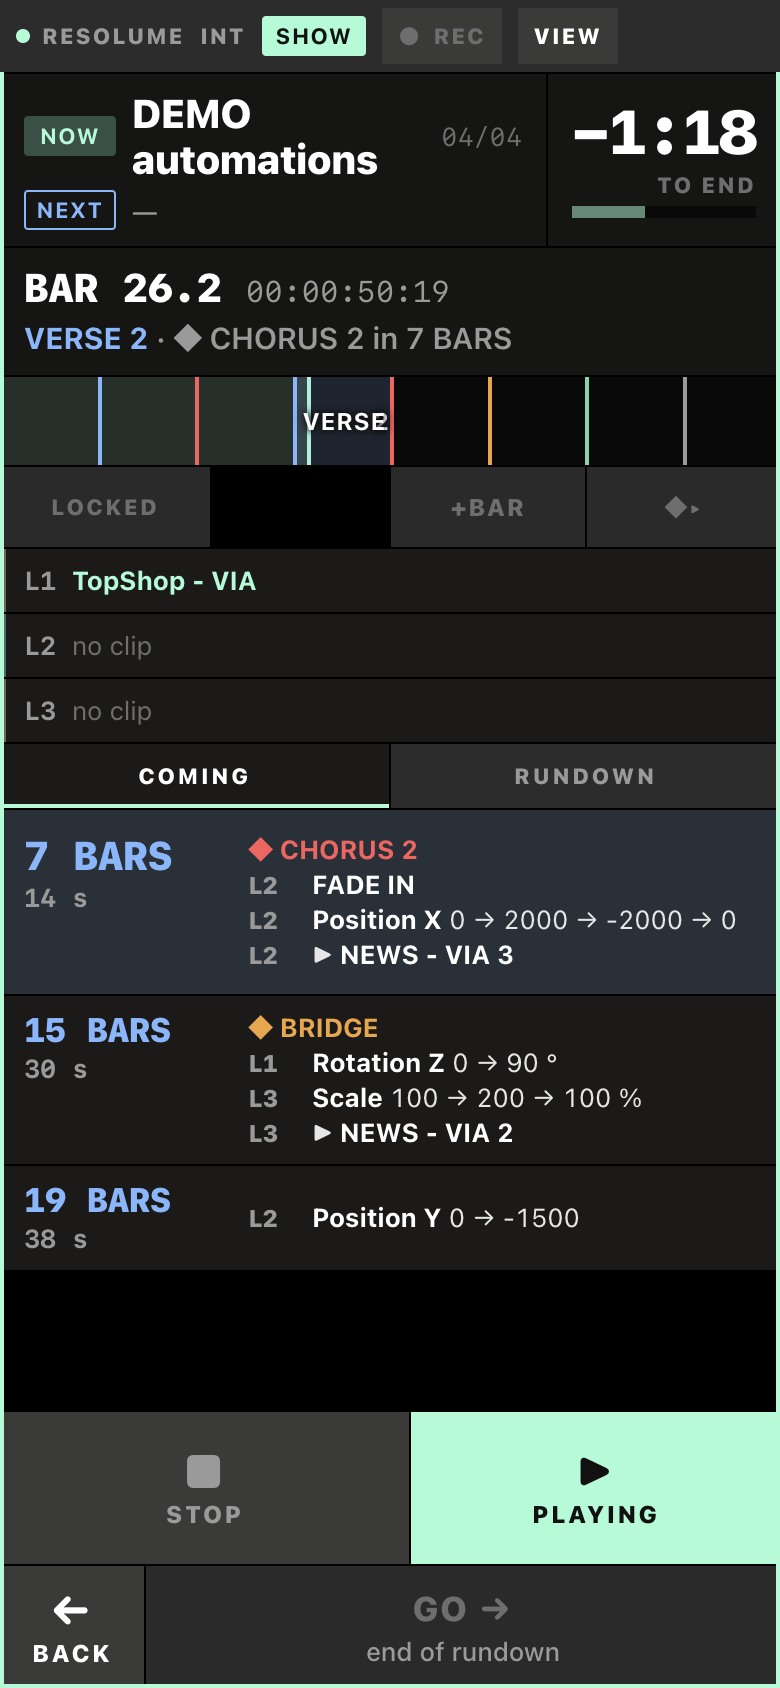 RESOLUME INT SHOW REC VIEW
NOW DEMO automations 04/04
NEXT —
−1:18
TO END
BAR 26.2 00:00:50:19
VERSE 2 · ◆ CHORUS 2 in 7 BARS
VERSE 2
LOCKED +BAR ◆▸
L1 TopShop - VIA
L2 no clip
L3 no clip
COMING RUNDOWN
7 BARS ◆ CHORUS 2
14 s L2 FADE IN
L2 Position X 0 → 2000 → -2000 → 0
L2 ▶ NEWS - VIA 3
15 BARS ◆ BRIDGE
30 s L1 Rotation Z 0 → 90 °
L3 Scale 100 → 200 → 100 %
L3 ▶ NEWS - VIA 2
19 BARS
38 s L2 Position Y 0 → -1500
STOP PLAYING
← BACK
GO →
end of rundown